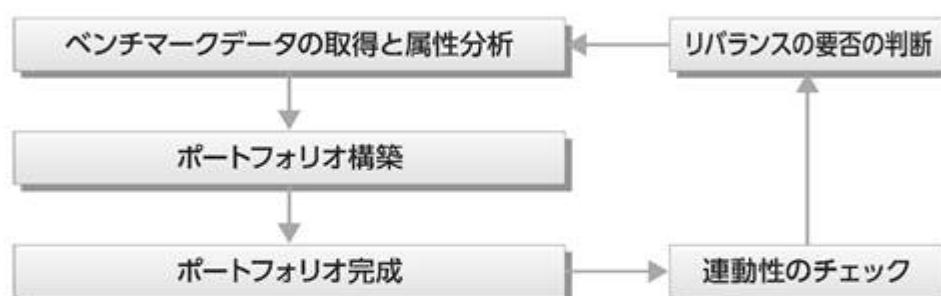 ベンチマークデータの取得と属性分析
リバランスの要否の判断
ポートフォリオ構築
ポートフォリオ完成
連動性のチェック